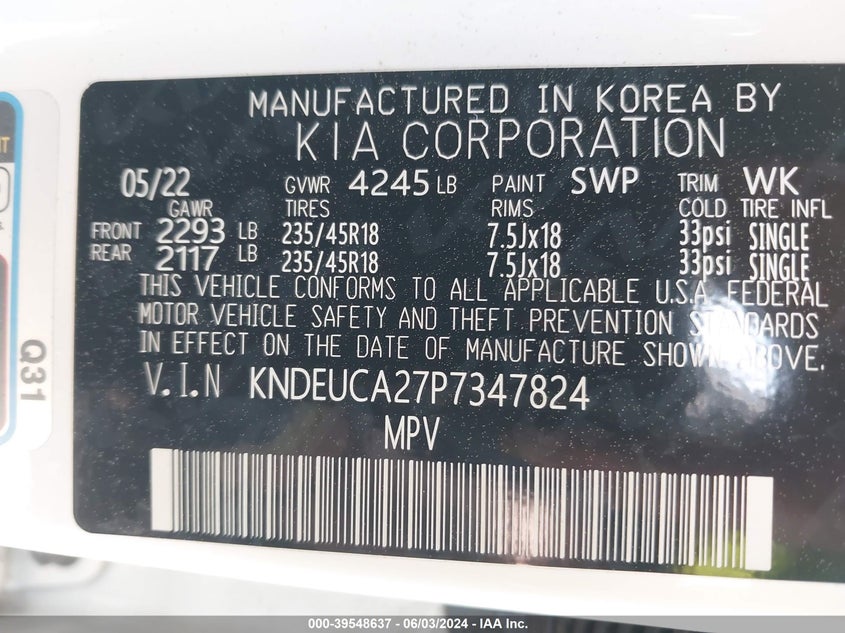 MANUFACTURED IN KOREA BY
KIA CORPORATION
05/22 GVWR 4245 LB PAINT SWP TRIM WK
GAWR TIRES RIMS COLD TIRE INFL
FRONT 2293 LB 235/45R18 7.5Jx18 33psi SINGLE
REAR 2117 LB 235/45R18 7.5Jx18 33psi SINGLE
THIS VEHICLE CONFORMS TO ALL APPLICABLE U.S.A. FEDERAL
MOTOR VEHICLE SAFETY AND THEFT PREVENTION STANDARDS
IN EFFECT ON THE DATE OF MANUFACTURE SHOWN ABOVE.
V.I.N KNDEUCA27P7347824
MPV
Q31
000-39548637 - 06/03/2024 - IAA Inc.